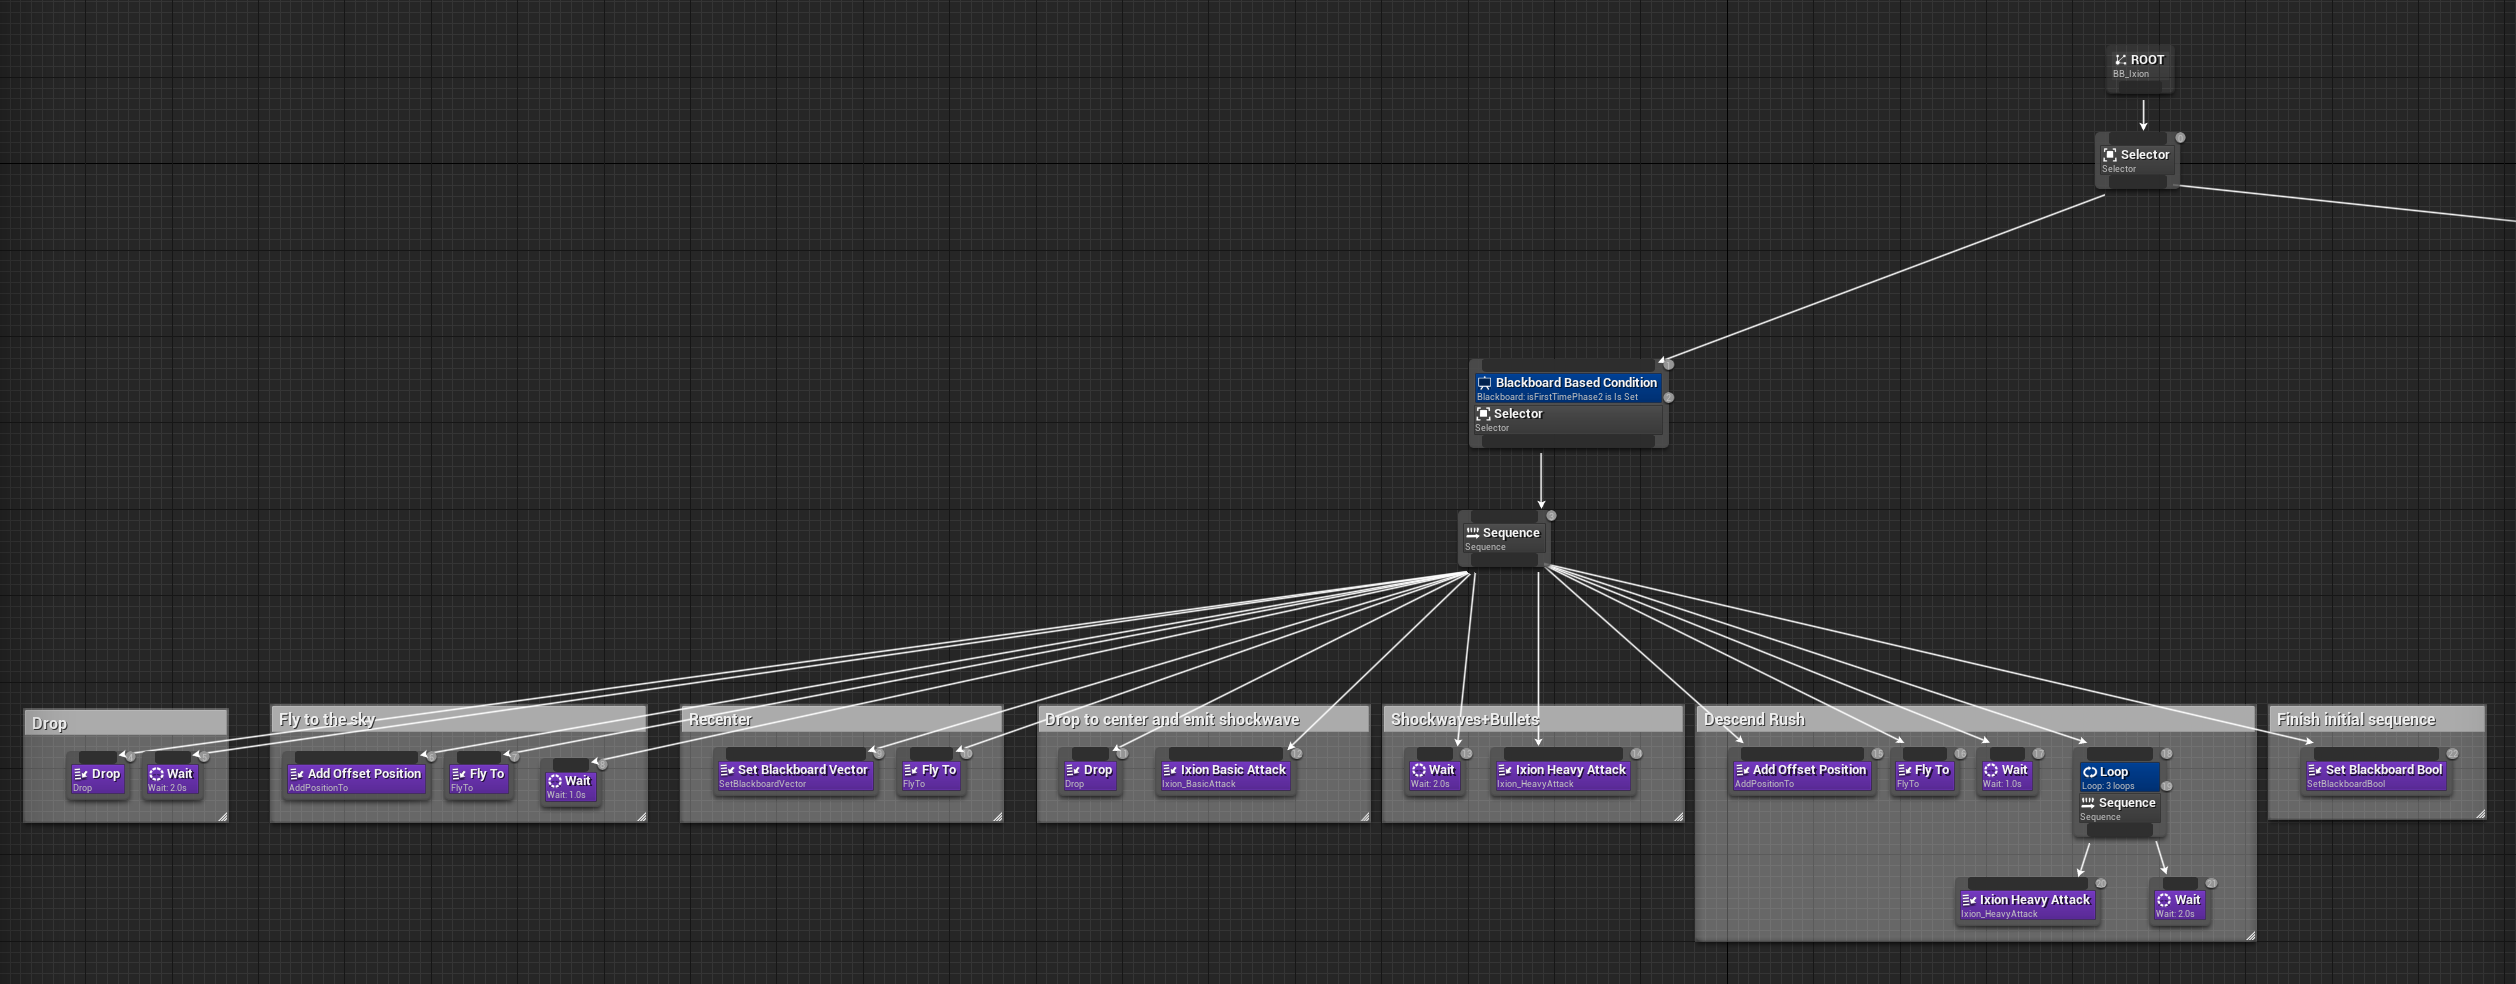 ROOT
BB_Ixion
Selector
Selector
Blackboard Based Condition
Blackboard: isFirstTimePhase2 is Is Set
Selector
Selector
Sequence
Sequence
Drop
Drop
Drop
Wait
Wait: 2.0s
Fly to the sky
Add Offset Position
AddPositionTo
Fly To
FlyTo
Wait
Wait: 1.0s
Recenter
Set Blackboard Vector
SetBlackboardVector
Fly To
FlyTo
Drop to center and emit shockwave
Drop
Drop
Ixion Basic Attack
Ixion_BasicAttack
Shockwaves+Bullets
Wait
Wait: 2.0s
Ixion Heavy Attack
Ixion_HeavyAttack
Descend Rush
Add Offset Position
AddPositionTo
Fly To
FlyTo
Wait
Wait: 1.0s
Loop
Loop: 3 loops
Sequence
Sequence
Ixion Heavy Attack
Ixion_HeavyAttack
Wait
Wait: 2.0s
Finish initial sequence
Set Blackboard Bool
SetBlackboardBool